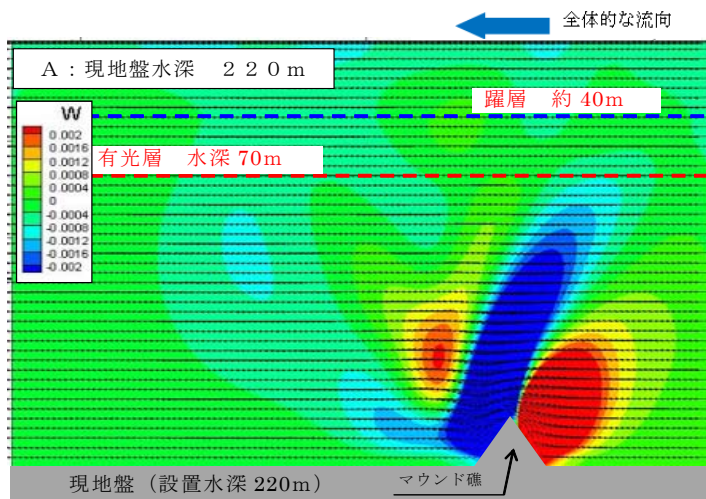 全体的な流向
A：現地盤水深　220m
W
0.002
0.0016
0.0012
0.0008
0.0004
0
-0.0004
-0.0008
-0.0012
-0.0016
-0.002
躍層　約 40m
有光層　水深 70m
現地盤（設置水深 220m）
マウンド礁